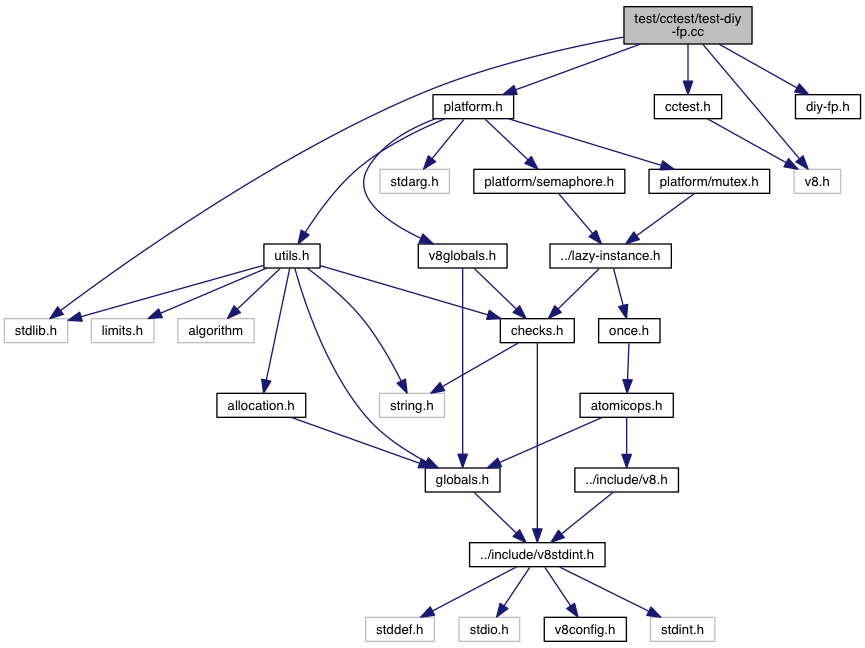 test/cctest/test-diy
-fp.cc
platform.h
cctest.h
diy-fp.h
stdarg.h
platform/semaphore.h
platform/mutex.h
v8.h
utils.h
v8globals.h
../lazy-instance.h
stdlib.h
limits.h
algorithm
checks.h
once.h
allocation.h
string.h
atomicops.h
globals.h
../include/v8.h
../include/v8stdint.h
stddef.h
stdio.h
v8config.h
stdint.h